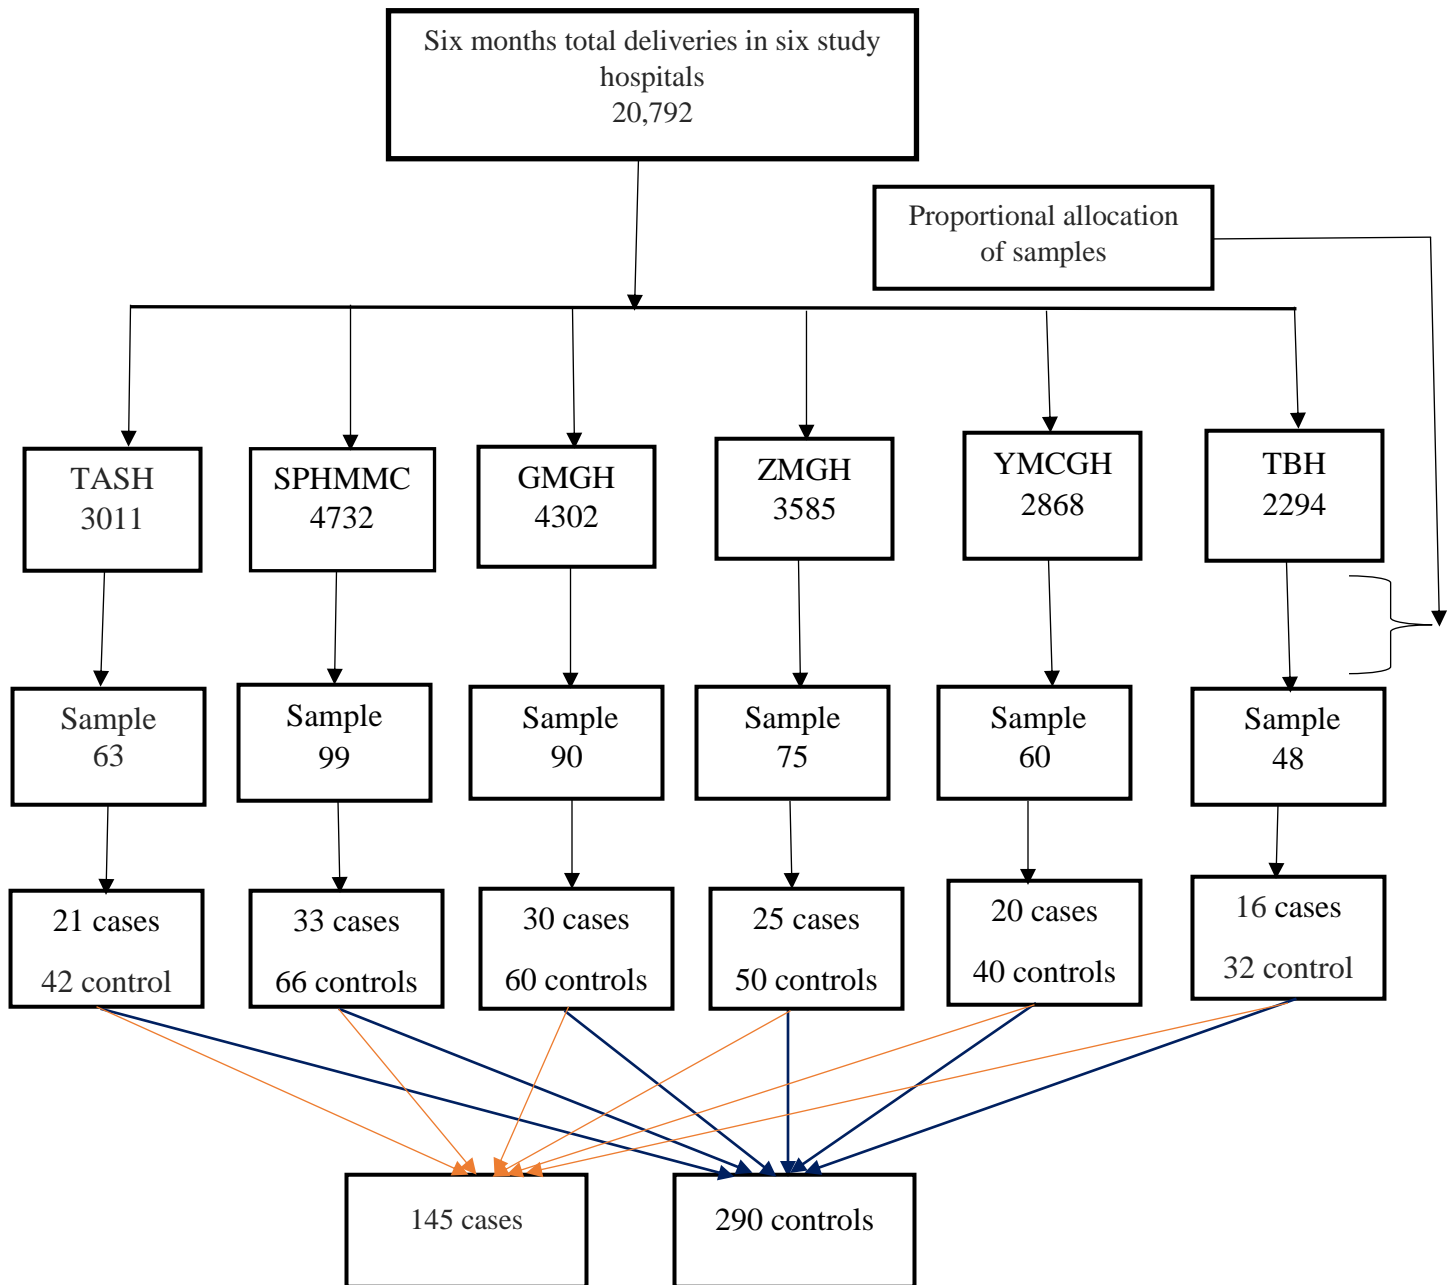 Six months total deliveries in six study
hospitals
20,792
Proportional allocation
of samples
TASH
3011
SPHMMC
4732
GMGH
4302
ZMGH
3585
YMCGH
2868
TBH
2294
Sample
63
Sample
99
Sample
90
Sample
75
Sample
60
Sample
48
21 cases
42 control
33 cases
66 controls
30 cases
60 controls
25 cases
50 controls
20 cases
40 controls
16 cases
32 control
145 cases
290 controls